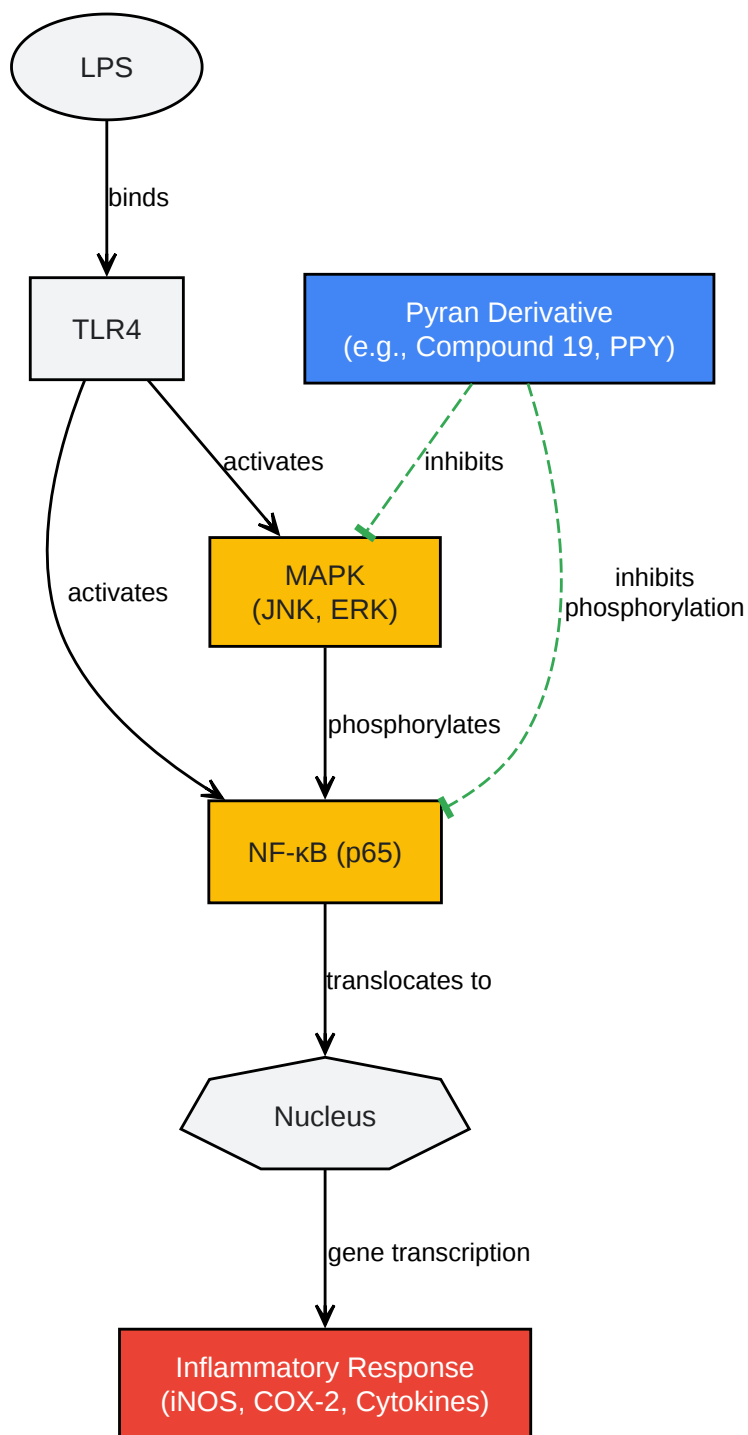 LPS
binds
TLR4
Pyran Derivative
(e.g., Compound 19, PPY)
activates
inhibits
MAPK
(JNK, ERK)
activates
inhibits
phosphorylation
phosphorylates
NF-κB (p65)
translocates to
Nucleus
gene transcription
Inflammatory Response
(iNOS, COX-2, Cytokines)